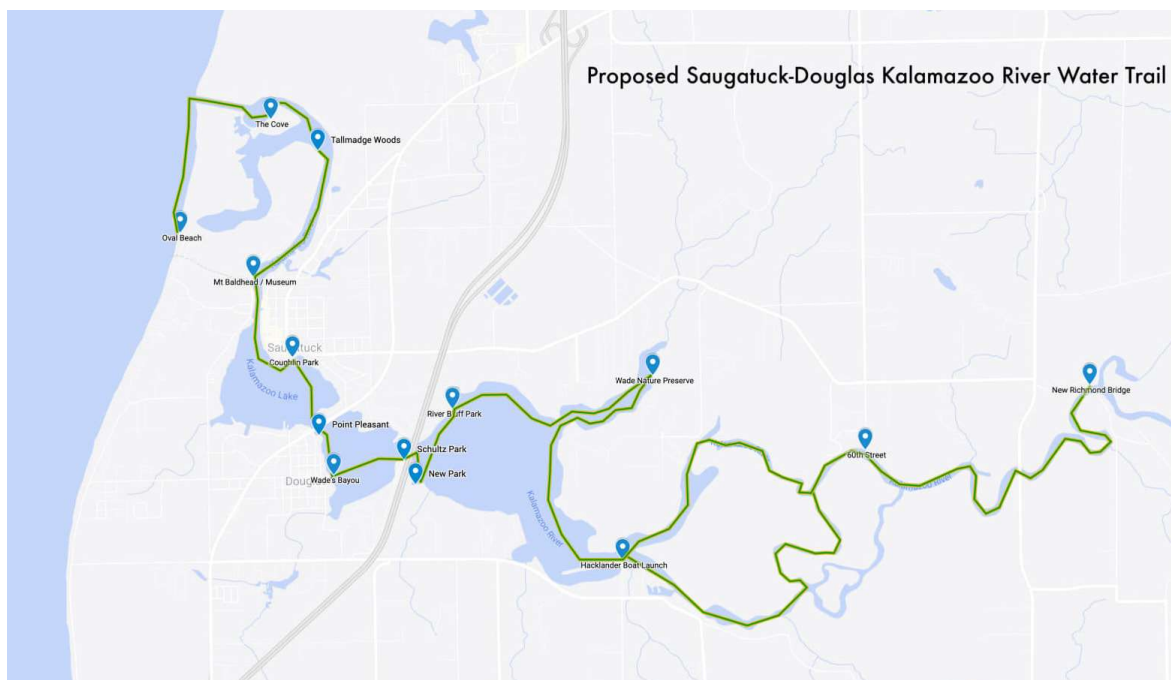 Proposed Saugatuck-Douglas Kalamazoo River Water Trail
The Cove
Tallmadge Woods
Oval Beach
Mt Baldhead / Museum
Saugatuck
Coughlin Park
Kalamazoo Lake
Wade Nature Preserve
New Richmond Bridge
River Bluff Park
Point Pleasant
Schultz Park
60th Street
New Park
Wade's Bayou
Kalamazoo River
Hacklander Boat Launch